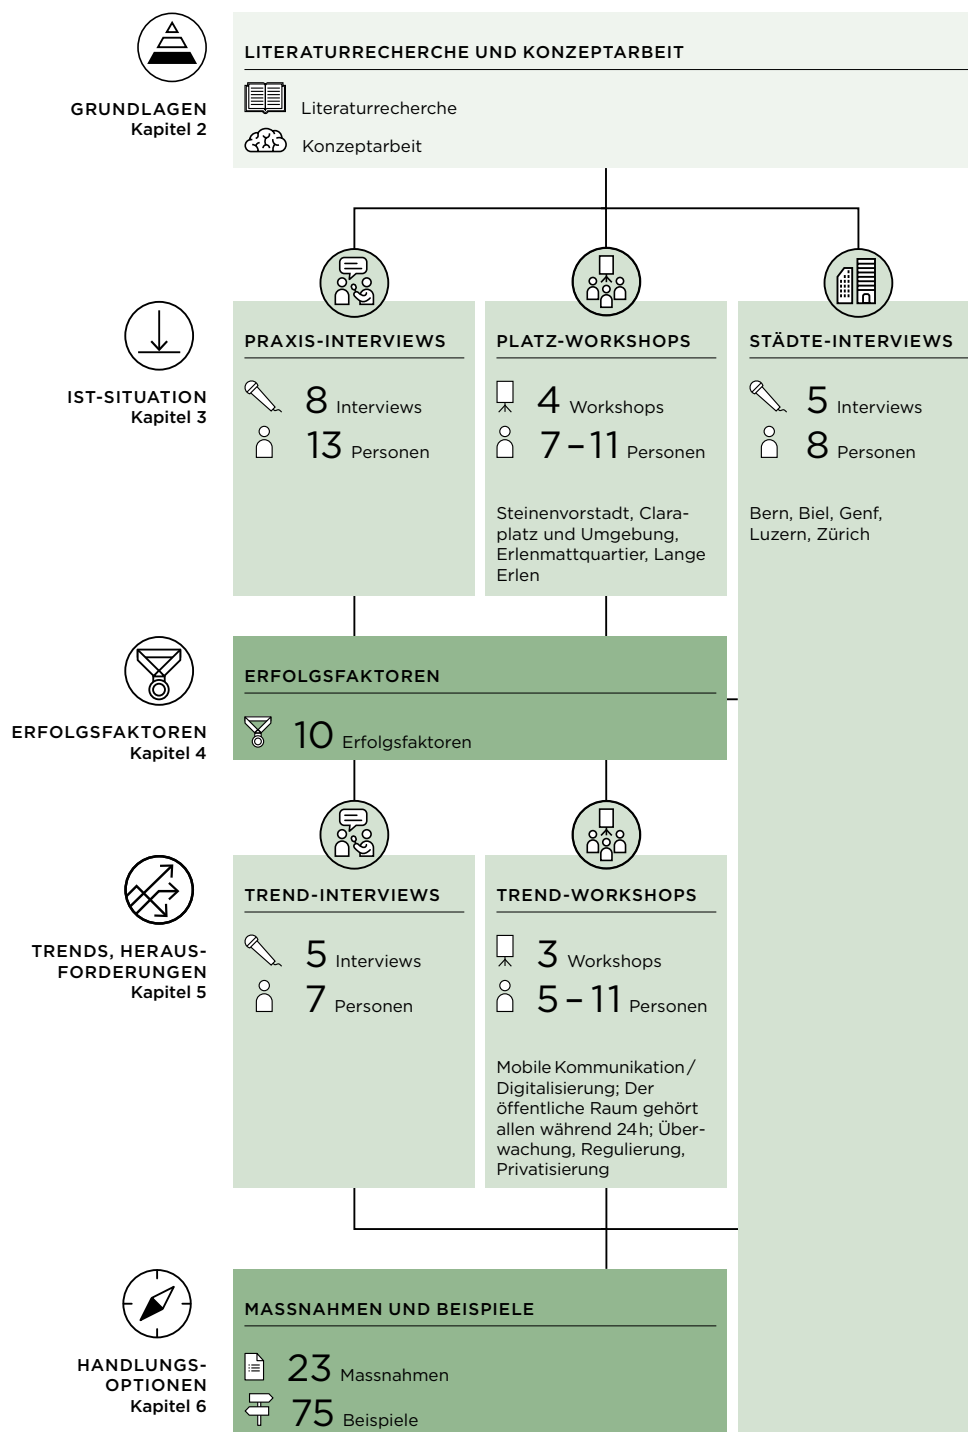 GRUNDLAGEN
Kapitel 2
LITERATURRECHERCHE UND KONZEPTARBEIT
Literaturrecherche
Konzeptarbeit
IST-SITUATION
Kapitel 3
PRAXIS-INTERVIEWS
8 Interviews
13 Personen
PLATZ-WORKSHOPS
4 Workshops
7 – 11 Personen
Steinenvorstadt, Clara-
platz und Umgebung,
Erlenmattquartier, Lange
Erlen
STÄDTE-INTERVIEWS
5 Interviews
8 Personen
Bern, Biel, Genf,
Luzern, Zürich
ERFOLGSFAKTOREN
Kapitel 4
ERFOLGSFAKTOREN
10 Erfolgsfaktoren
TRENDS, HERAUS-
FORDERUNGEN
Kapitel 5
TREND-INTERVIEWS
5 Interviews
7 Personen
TREND-WORKSHOPS
3 Workshops
5 – 11 Personen
Mobile Kommunikation /
Digitalisierung; Der
öffentliche Raum gehört
allen während 24 h; Über-
wachung, Regulierung,
Privatisierung
HANDLUNGS-
OPTIONEN
Kapitel 6
MASSNAHMEN UND BEISPIELE
23 Massnahmen
75 Beispiele